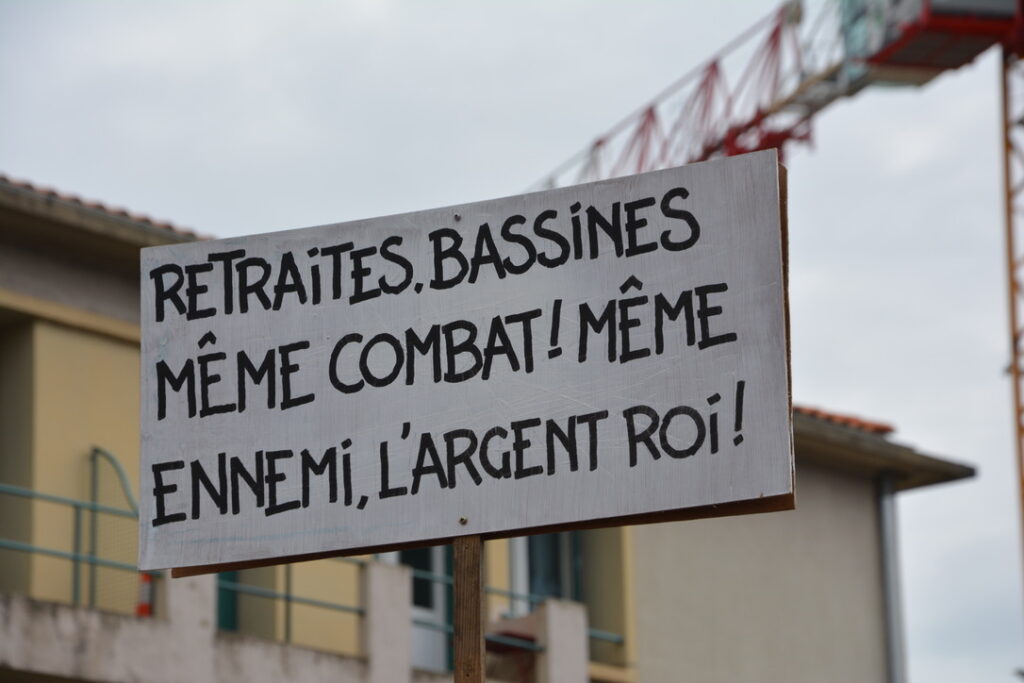 RETRAiTES. BASSiNES
MÊME COMBAT! MÊME
ENNEMi, L'ARGENT ROi!